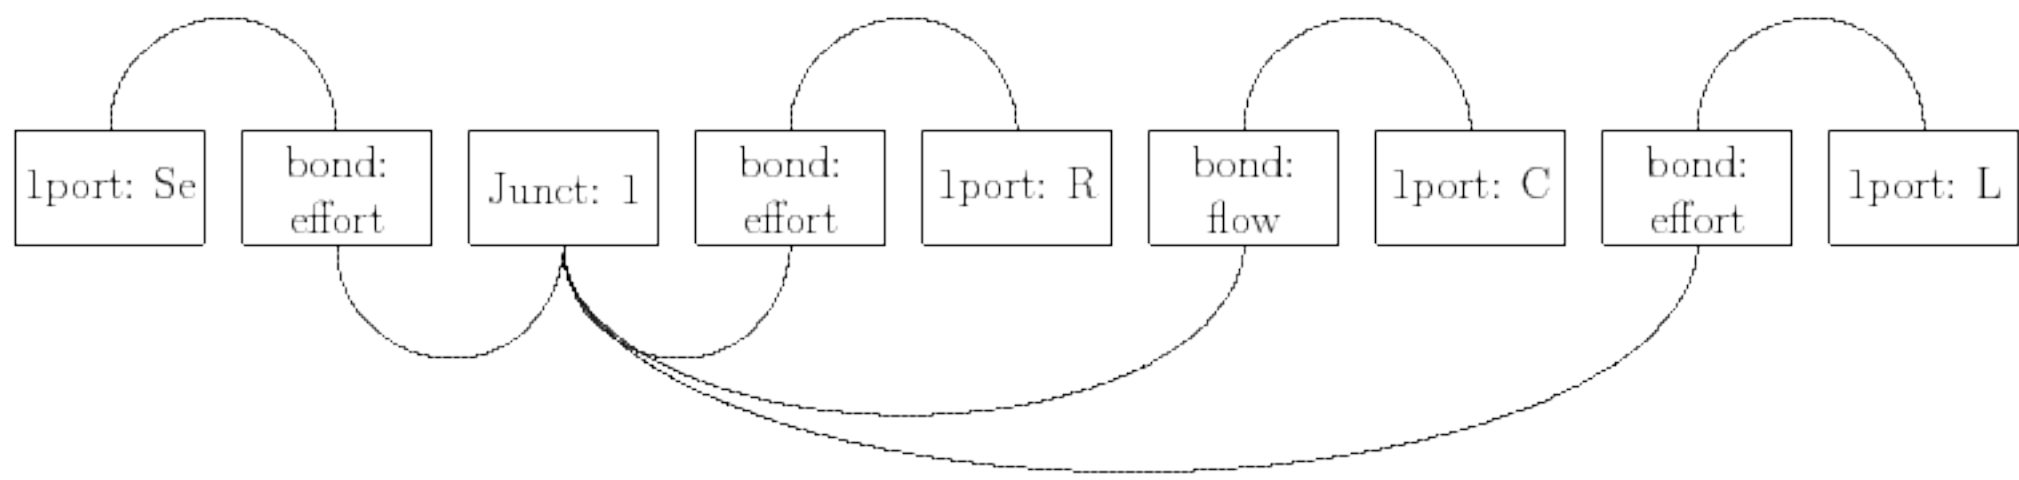 1port: Se
bond:
effort
Junct: 1
bond:
effort
1port: R
bond:
flow
1port: C
bond:
effort
1port: L